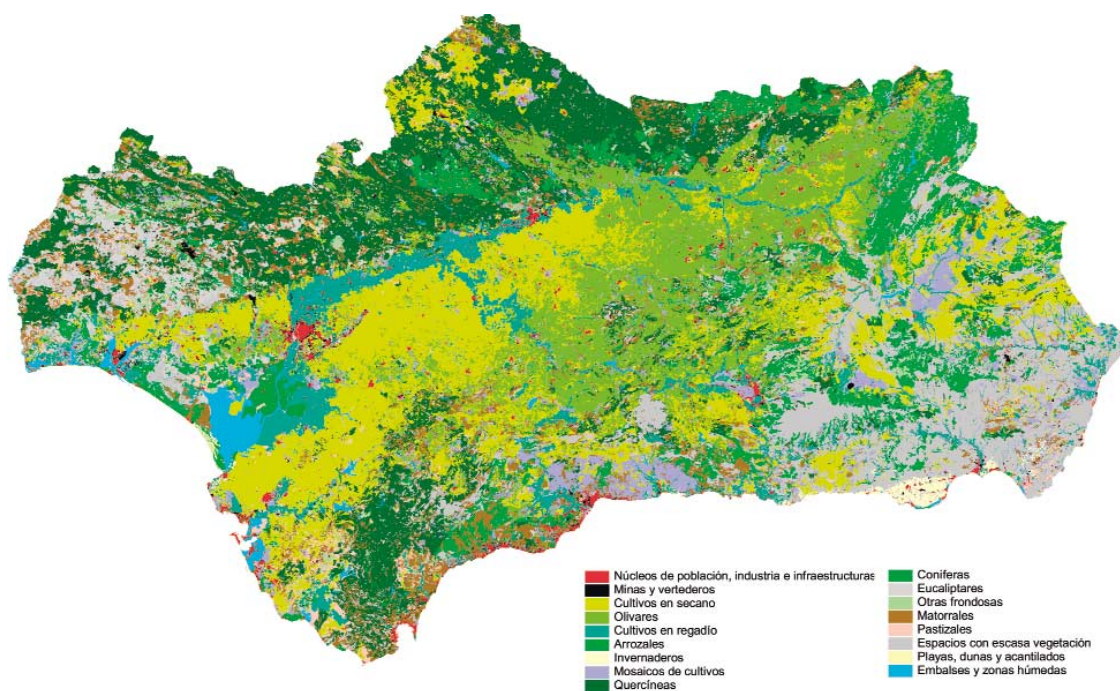 Núcleos de población, industria e infraestructuras
Minas y vertederos
Cultivos en secano
Olivares
Cultivos en regadío
Arrozales
Invernaderos
Mosaicos de cultivos
Quercíneas
Coniferas
Eucaliptares
Otras frondosas
Matorrales
Pastizales
Espacios con escasa vegetación
Playas, dunas y acantilados
Embalses y zonas húmedas